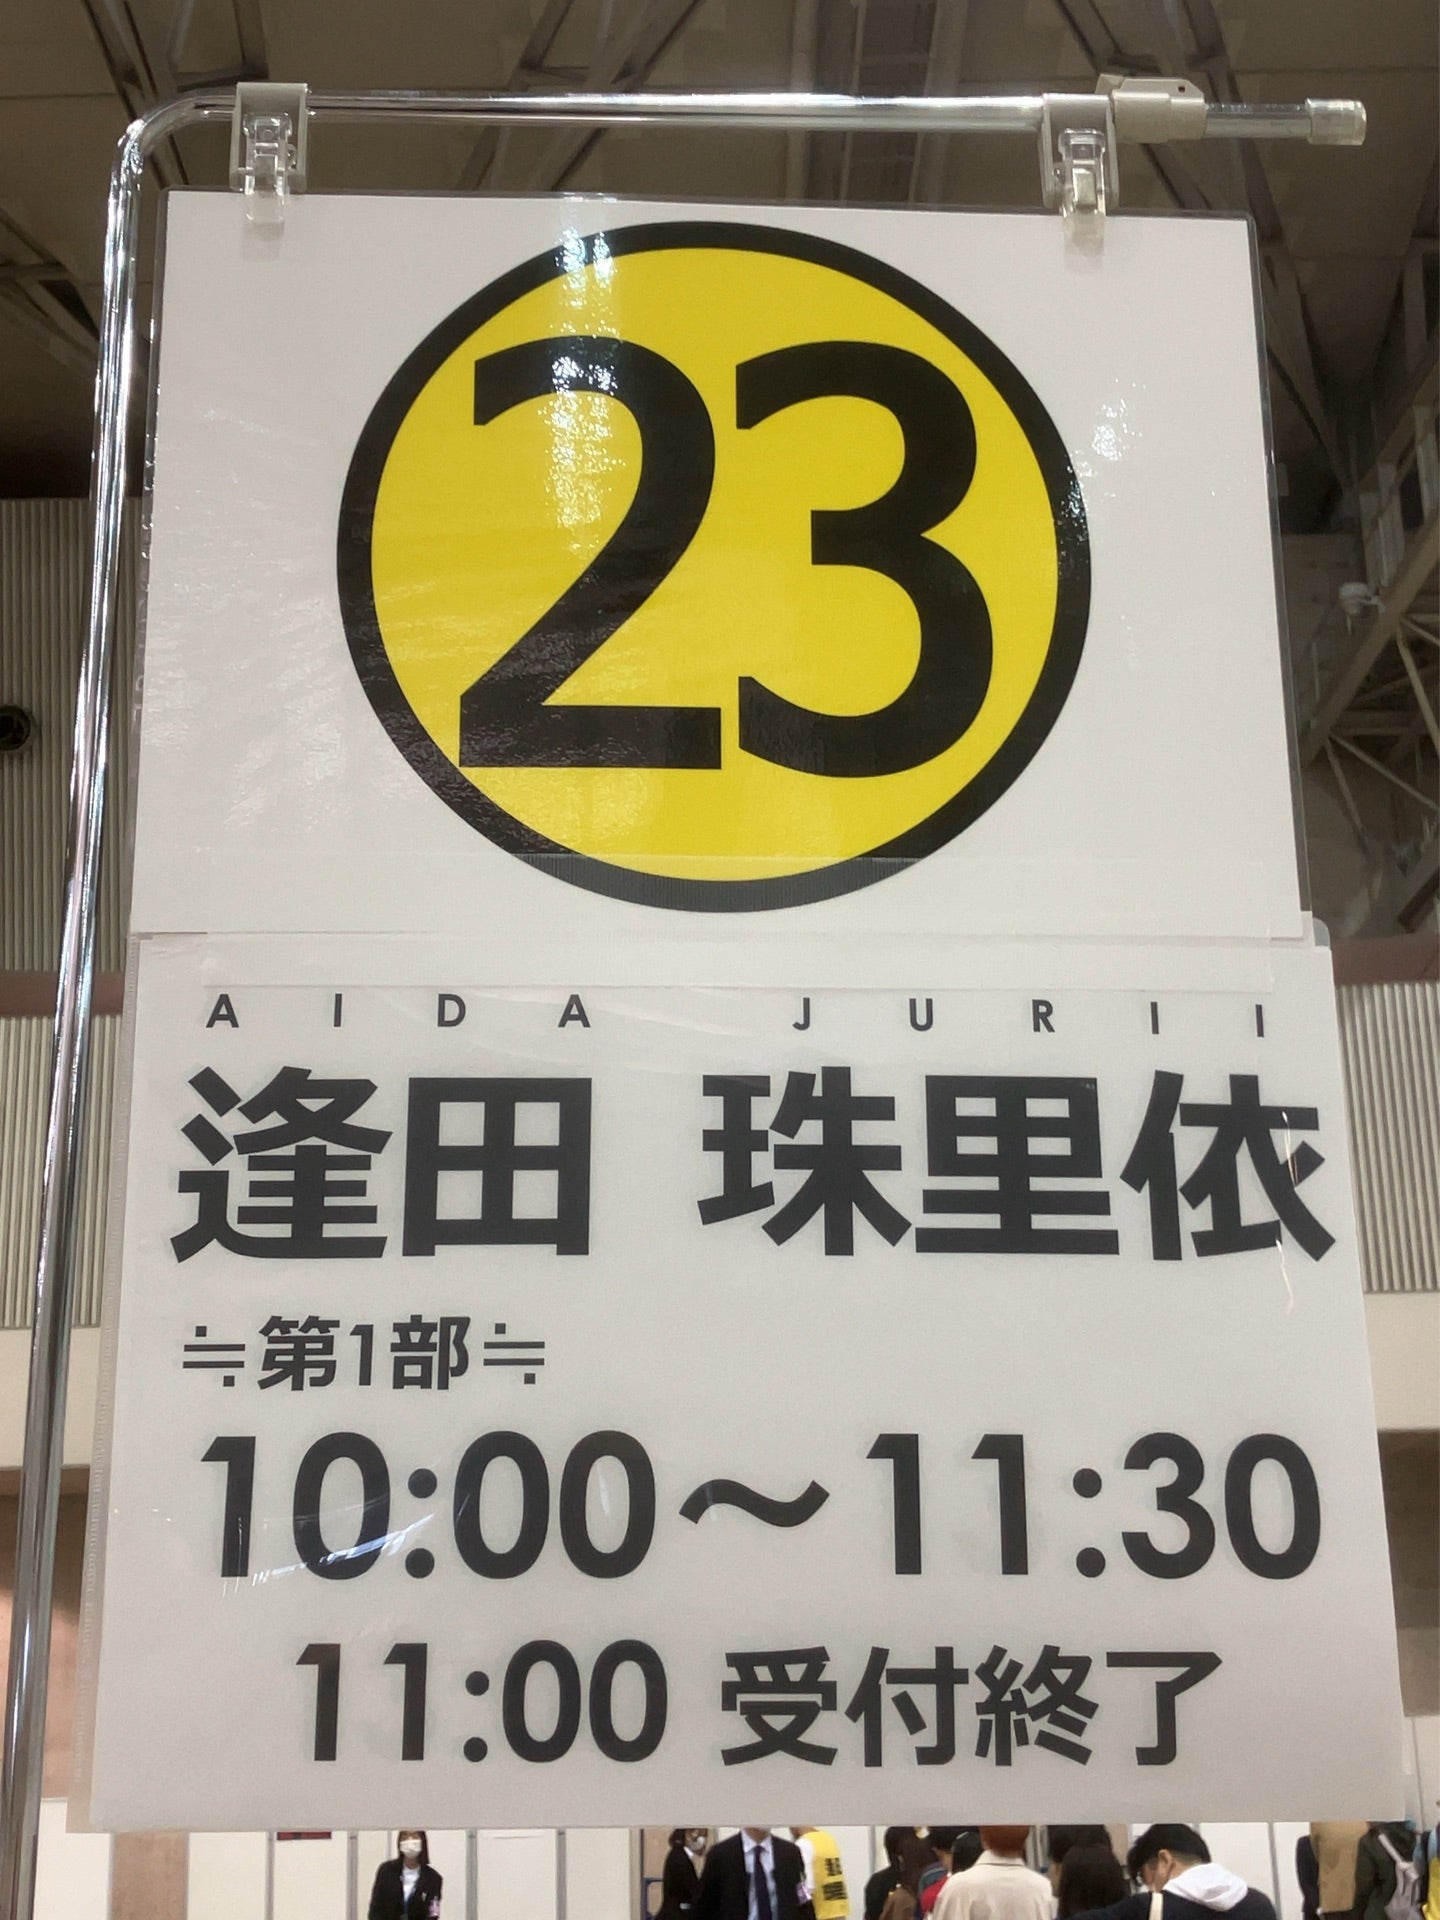 23
AIDA JURII
逢田 珠里依
≒第1部≒
10:00～11:30
11:00 受付終了